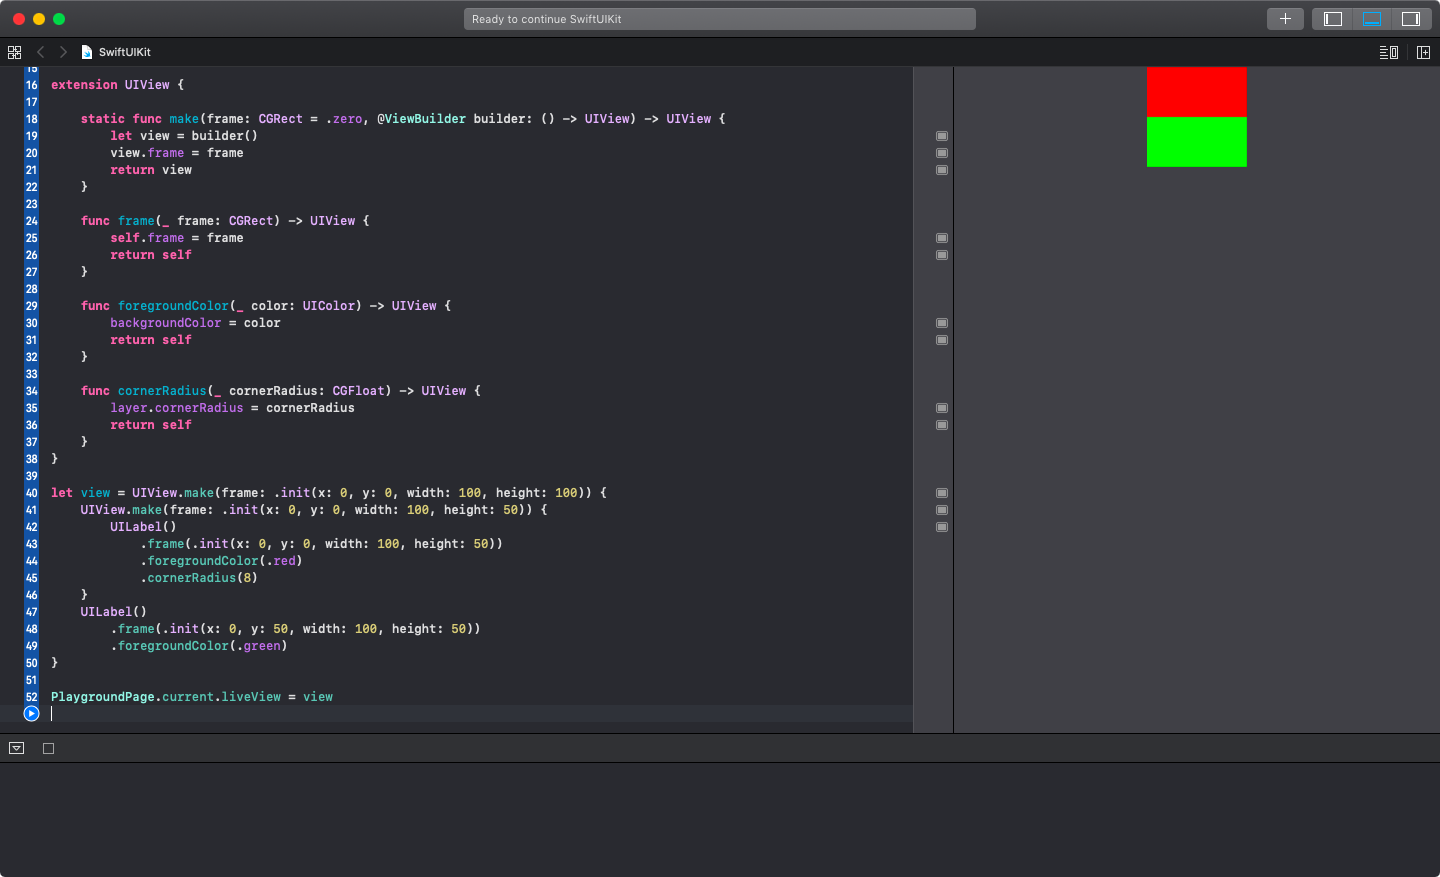 Ready to continue SwiftUIKit
SwiftUIKit
15
16 extension UIView {
17
18     static func make(frame: CGRect = .zero, @ViewBuilder builder: () -> UIView) -> UIView {
19         let view = builder()
20         view.frame = frame
21         return view
22     }
23
24     func frame(_ frame: CGRect) -> UIView {
25         self.frame = frame
26         return self
27     }
28
29     func foregroundColor(_ color: UIColor) -> UIView {
30         backgroundColor = color
31         return self
32     }
33
34     func cornerRadius(_ cornerRadius: CGFloat) -> UIView {
35         layer.cornerRadius = cornerRadius
36         return self
37     }
38 }
39
40 let view = UIView.make(frame: .init(x: 0, y: 0, width: 100, height: 100)) {
41     UIView.make(frame: .init(x: 0, y: 0, width: 100, height: 50)) {
42         UILabel()
43             .frame(.init(x: 0, y: 0, width: 100, height: 50))
44             .foregroundColor(.red)
45             .cornerRadius(8)
46     }
47     UILabel()
48         .frame(.init(x: 0, y: 50, width: 100, height: 50))
49         .foregroundColor(.green)
50 }
51
52 PlaygroundPage.current.liveView = view